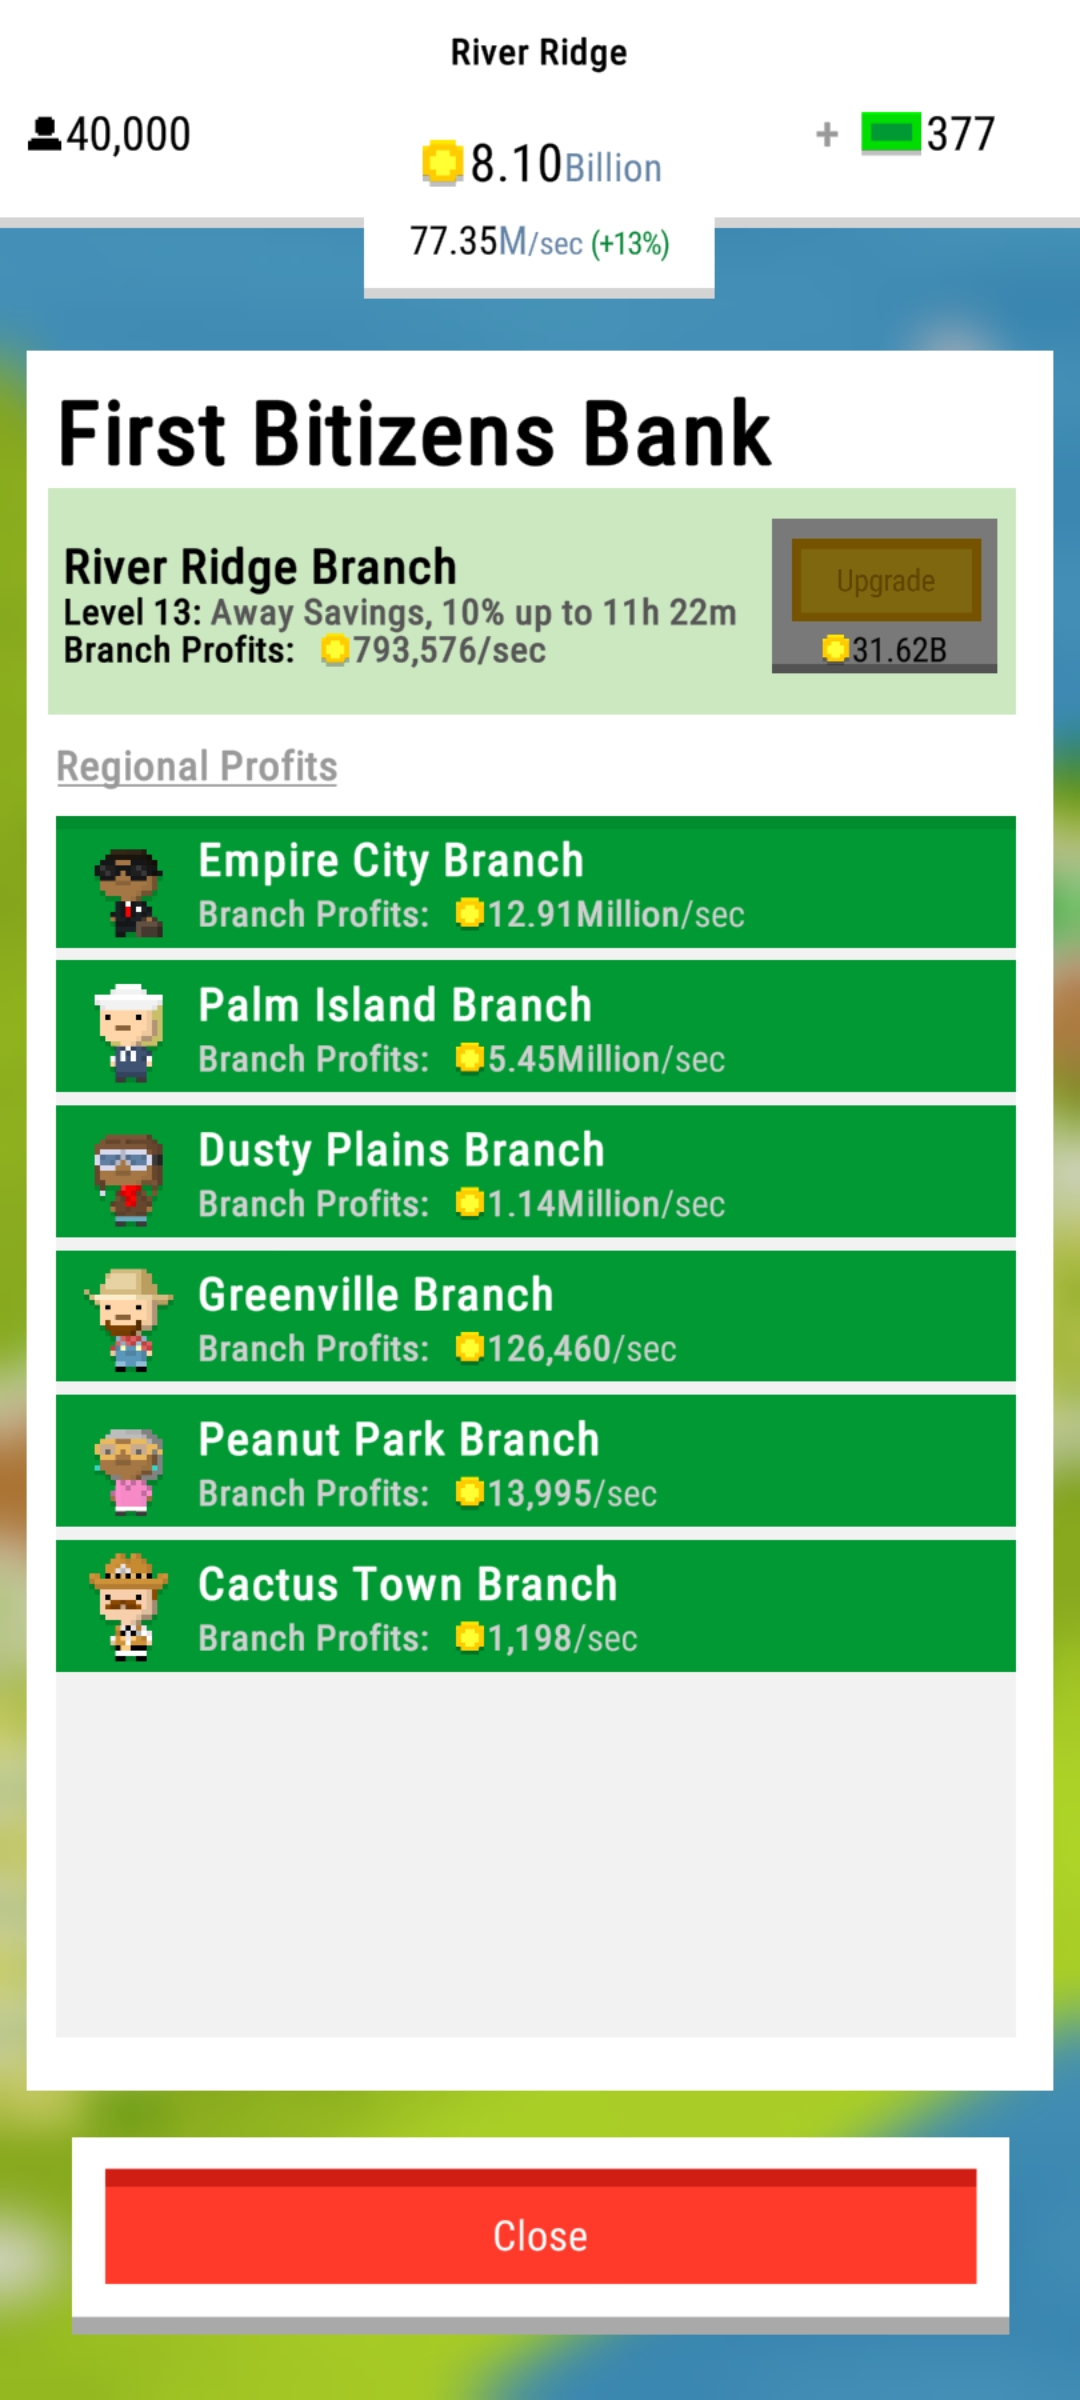 River Ridge
40,000
8.10Billion
+ 377
77.35M/sec (+13%)
First Bitizens Bank
River Ridge Branch
Level 13: Away Savings, 10% up to 11h 22m
Branch Profits: 793,576/sec
Upgrade
31.62B
Regional Profits
Empire City Branch
Branch Profits: 12.91Million/sec
Palm Island Branch
Branch Profits: 5.45Million/sec
Dusty Plains Branch
Branch Profits: 1.14Million/sec
Greenville Branch
Branch Profits: 126,460/sec
Peanut Park Branch
Branch Profits: 13,995/sec
Cactus Town Branch
Branch Profits: 1,198/sec
Close